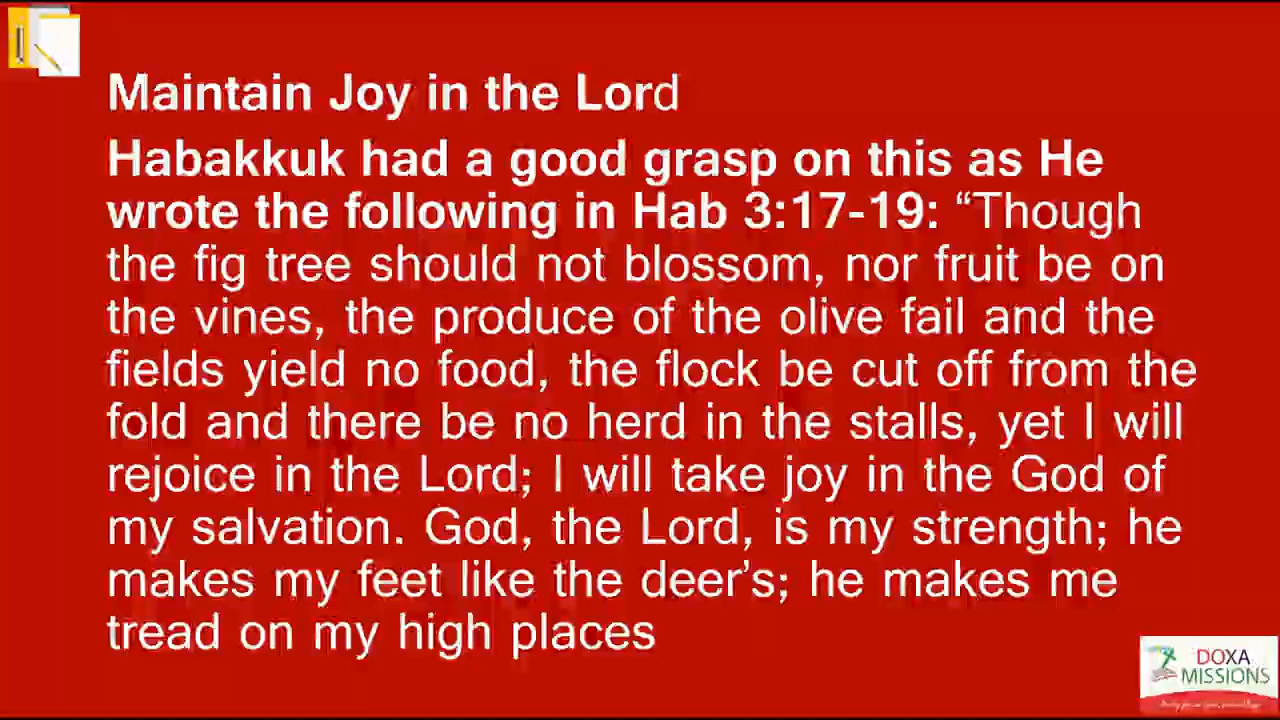 Maintain Joy in the Lord
Habakkuk had a good grasp on this as He
wrote the following in Hab 3:17-19: “Though
the fig tree should not blossom, nor fruit be on
the vines, the produce of the olive fail and the
fields yield no food, the flock be cut off from the
fold and there be no herd in the stalls, yet I will
rejoice in the Lord; I will take joy in the God of
my salvation. God, the Lord, is my strength; he
makes my feet like the deer’s; he makes me
tread on my high places
DOXA
MISSIONS